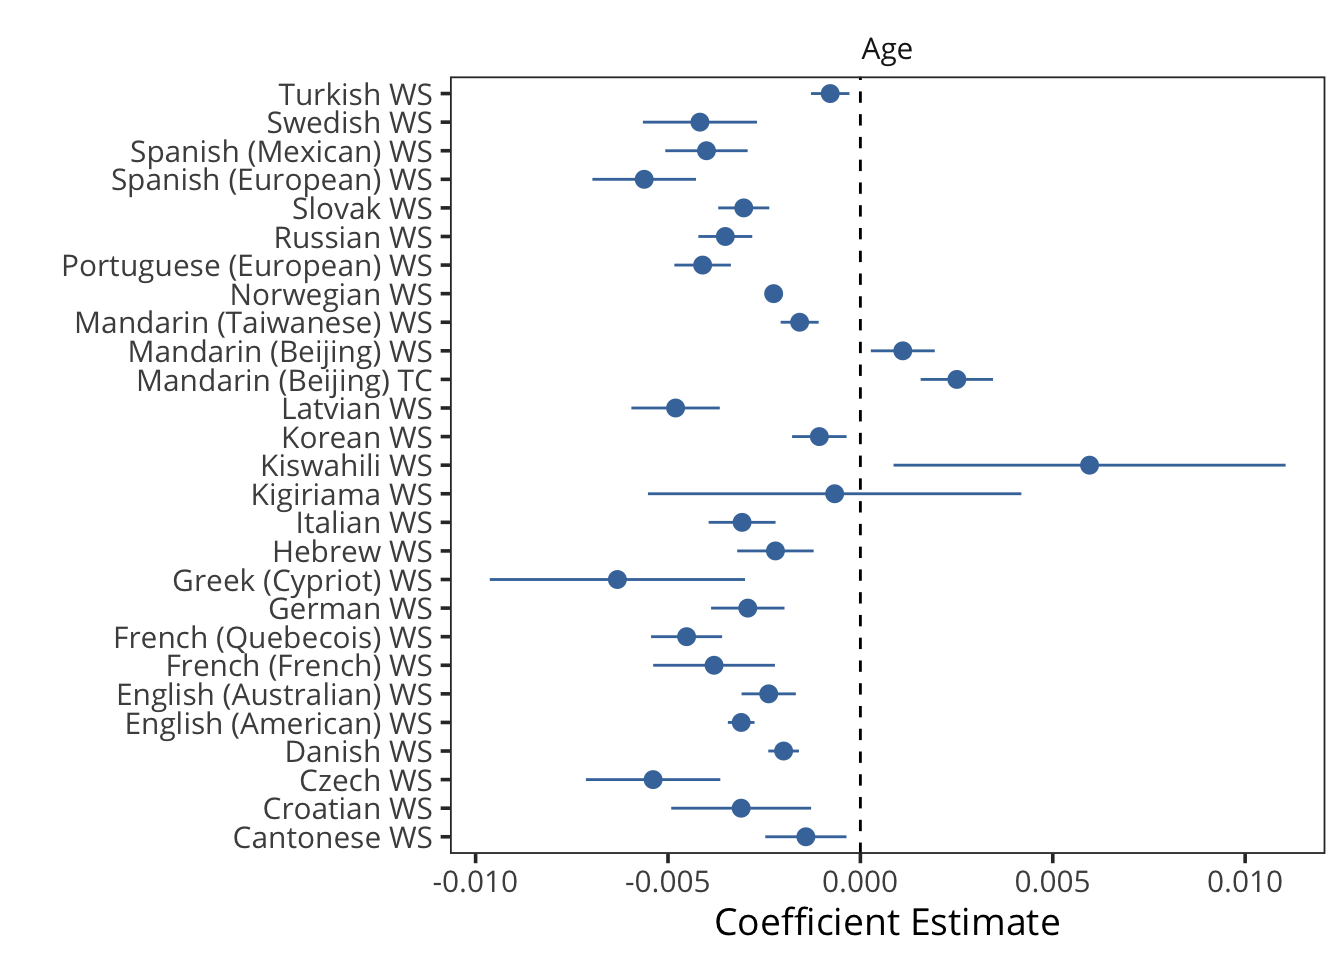 Age
Turkish WS
Swedish WS
Spanish (Mexican) WS
Spanish (European) WS
Slovak WS
Russian WS
Portuguese (European) WS
Norwegian WS
Mandarin (Taiwanese) WS
Mandarin (Beijing) WS
Mandarin (Beijing) TC
Latvian WS
Korean WS
Kiswahili WS
Kigiriama WS
Italian WS
Hebrew WS
Greek (Cypriot) WS
German WS
French (Quebecois) WS
French (French) WS
English (Australian) WS
English (American) WS
Danish WS
Czech WS
Croatian WS
Cantonese WS
-0.010 -0.005 0.000 0.005 0.010
Coefficient Estimate